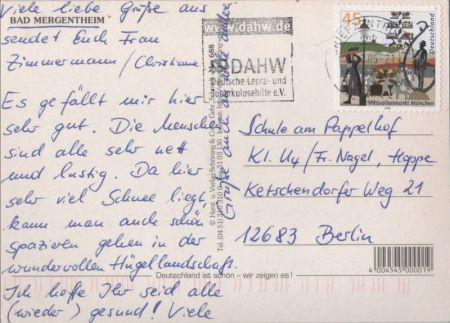 Viele liebe Grüße aus
BAD MERGENTHEIM
sendet Euch Frau
Zimmermann/Christiane
Es gefällt mir hier
sehr gut. Die Menschen
sind alle sehr nett
und lustig. Da hier
sehr viel Schnee liegt,
kann man auch schön
spazieren gehen in der
wundervollen Hügellandschaft.
Ich hoffe Ihr seid alle
(wieder) gesund! Viele
Grüße auch an
www.dahw.de
DAHW
Deutsche Lepra- und
Tuberkulosehilfe e.V.
45
Deutschland
Viktualienmarkt München
Schule am Pappelhof
Kl. U4/Fr. Nagel, Hoppe
Ketschendorfer Weg 21
12683 Berlin
4 004545 000019
Deutschland ist schön – wir zeigen es!